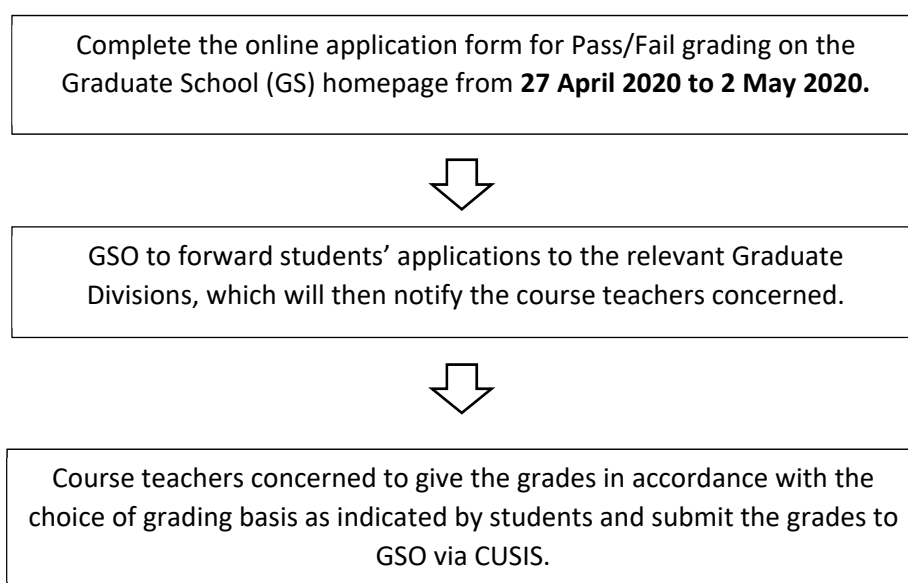 Complete the online application form for Pass/Fail grading on the
Graduate School (GS) homepage from 27 April 2020 to 2 May 2020.
GSO to forward students’ applications to the relevant Graduate
Divisions, which will then notify the course teachers concerned.
Course teachers concerned to give the grades in accordance with the
choice of grading basis as indicated by students and submit the grades to
GSO via CUSIS.